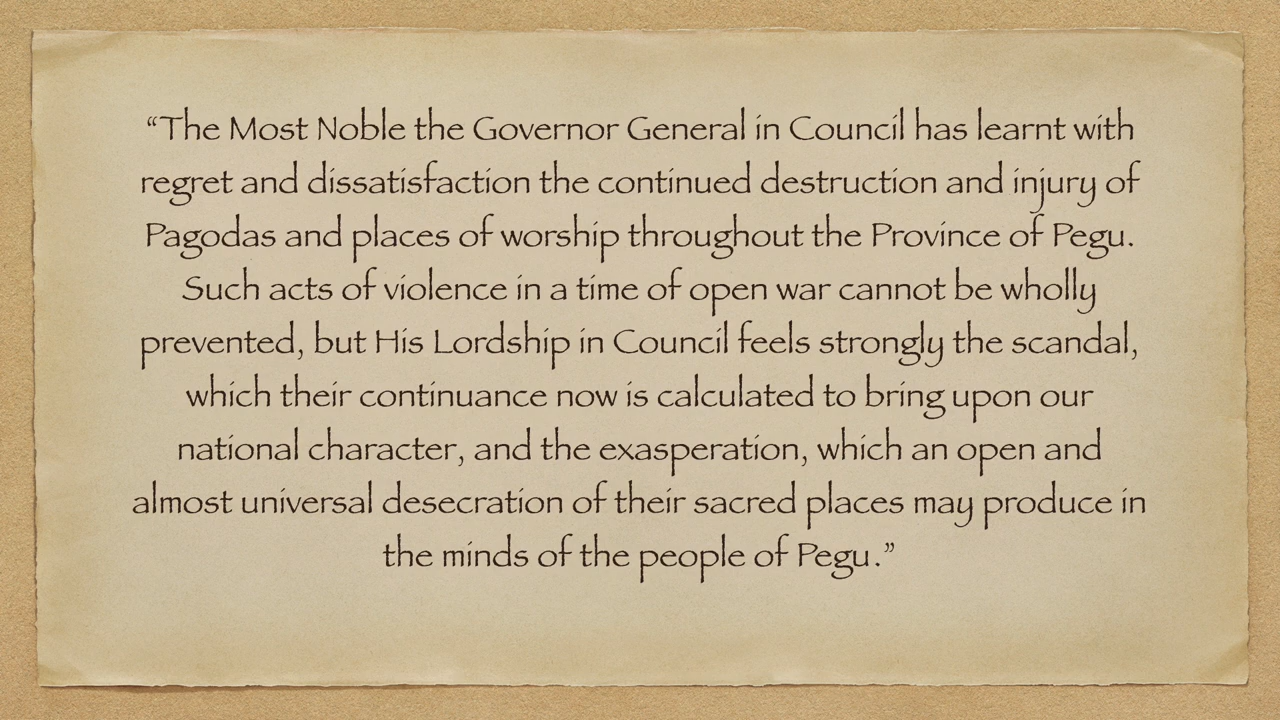 “The Most Noble the Governor General in Council has learnt with
regret and dissatisfaction the continued destruction and injury of
Pagodas and places of worship throughout the Province of Pegu.
Such acts of violence in a time of open war cannot be wholly
prevented, but His Lordship in Council feels strongly the scandal,
which their continuance now is calculated to bring upon our
national character, and the exasperation, which an open and
almost universal desecration of their sacred places may produce in
the minds of the people of Pegu.”